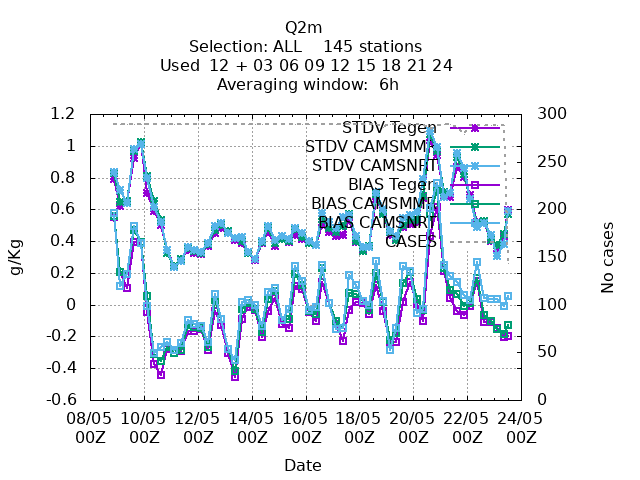 Q2m
Selection: ALL    145 stations
Used  12 + 03 06 09 12 15 18 21 24
Averaging window:  6h
1.2
1
0.8
0.6
0.4
0.2
0
-0.2
-0.4
-0.6
g/Kg
300
250
200
150
100
50
0
No cases
STDV Tegen
STDV CAMSMMR
STDV CAMSNRT
BIAS Tegen
BIAS CAMSMMR
BIAS CAMSNRT
CASES
08/05 10/05 12/05 14/05 16/05 18/05 20/05 22/05 24/05
00Z 00Z 00Z 00Z 00Z 00Z 00Z 00Z 00Z
Date